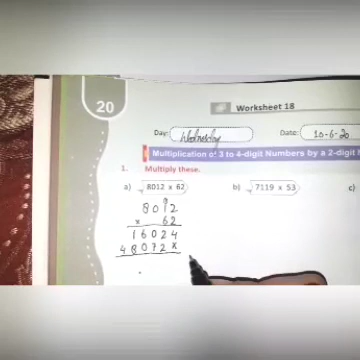 20
Worksheet 18
Day: Wednesday Date: 10-6-20
Multiplication of 3 to 4-digit Numbers by a 2-digit
1. Multiply these.
a) 8012 x 62 b) 7119 x 53 c)
8012
x 62
16024
48072x